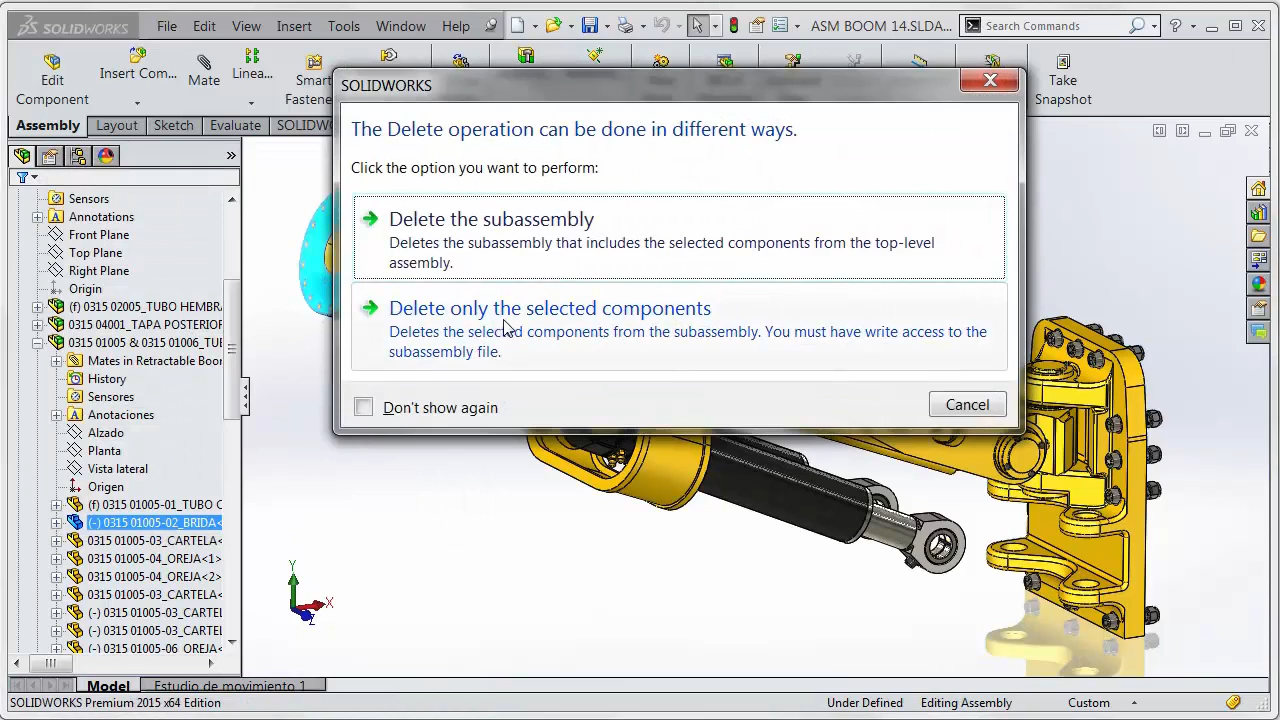 SOLIDWORKS File Edit View Insert Tools Window Help ASM BOOM 14.SLDA... Search Commands
Edit Component
Insert Com...
Mate
Linea...
Smart Fastene
Take Snapshot
Assembly Layout Sketch Evaluate SOLIDWO
SOLIDWORKS
The Delete operation can be done in different ways.
Click the option you want to perform:
Delete the subassembly
Deletes the subassembly that includes the selected components from the top-level
assembly.
Delete only the selected components
Deletes the selected components from the subassembly. You must have write access to the
subassembly file.
Don't show again
Cancel
Sensors
Annotations
Front Plane
Top Plane
Right Plane
Origin
(f) 0315 02005_TUBO HEMBRA
0315 04001_TAPA POSTERIOR
0315 01005 & 0315 01006_TUB
Mates in Retractable Boom
History
Sensores
Anotaciones
Alzado
Planta
Vista lateral
Origen
(f) 0315 01005-01_TUBO C
(-) 0315 01005-02_BRIDA<
0315 01005-03_CARTELA<
0315 01005-04_OREJA<1>
0315 01005-04_OREJA<2>
0315 01005-03_CARTELA<
(-) 0315 01005-03_CARTEL
(-) 0315 01005-03_CARTEL
(-) 0315 01005-06_OREJA<
Y
X
Z
Model Estudio de movimiento 1
SOLIDWORKS Premium 2015 x64 Edition Under Defined Editing Assembly Custom